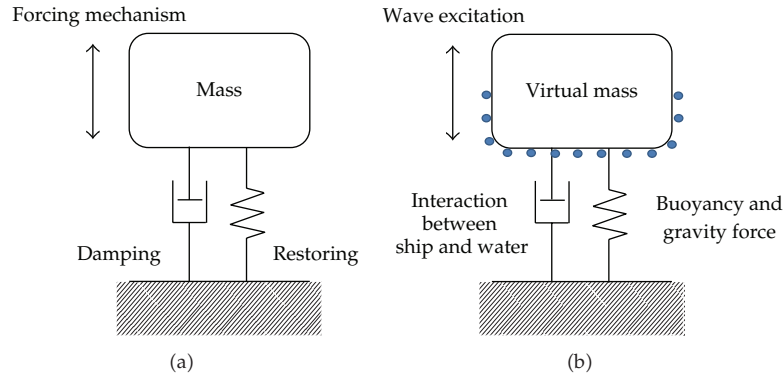 Forcing mechanism
Mass
Damping
Restoring
(a)
Wave excitation
Virtual mass
Interaction
between
ship and water
Buoyancy and
gravity force
(b)